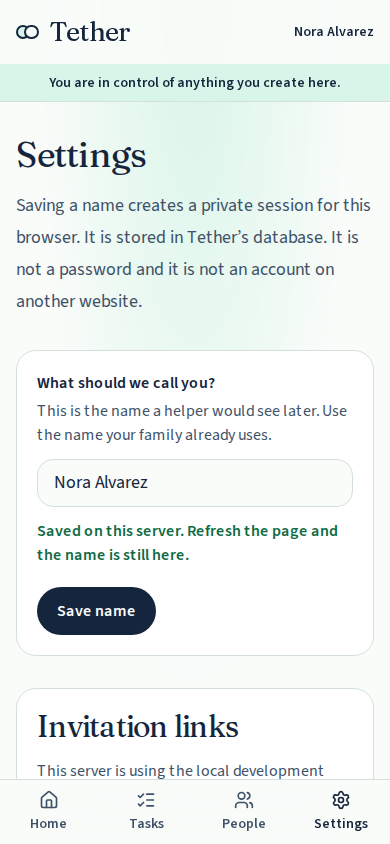 Tether
Nora Alvarez
You are in control of anything you create here.
Settings
Saving a name creates a private session for this
browser. It is stored in Tether’s database. It is
not a password and it is not an account on
another website.
What should we call you?
This is the name a helper would see later. Use
the name your family already uses.
Nora Alvarez
Saved on this server. Refresh the page and
the name is still here.
Save name
Invitation links
This server is using the local development
Home
Tasks
People
Settings